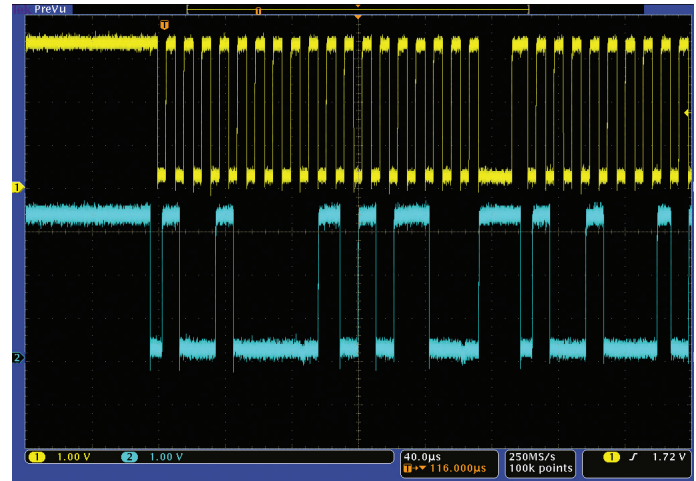 PreVu
T
T
1
2
1 1.00 V 2 1.00 V
40.0µs
T→▼ 116.000µs
250MS/s
100k points
1 ʃ 1.72 V